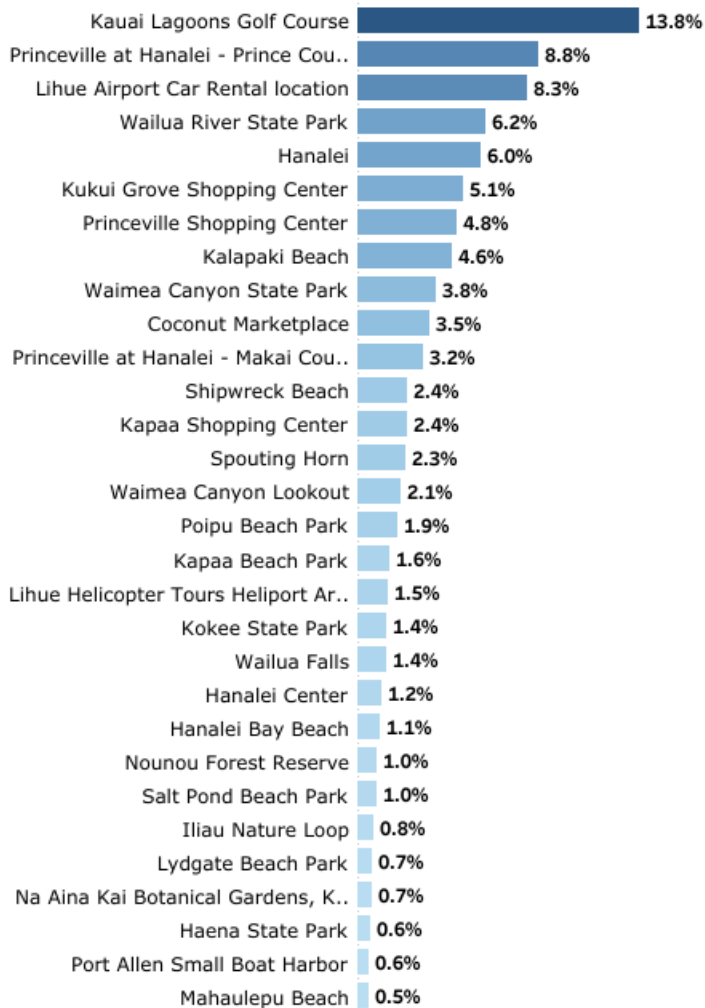 Kauai Lagoons Golf Course 13.8%
Princeville at Hanalei - Prince Cou.. 8.8%
Lihue Airport Car Rental location 8.3%
Wailua River State Park 6.2%
Hanalei 6.0%
Kukui Grove Shopping Center 5.1%
Princeville Shopping Center 4.8%
Kalapaki Beach 4.6%
Waimea Canyon State Park 3.8%
Coconut Marketplace 3.5%
Princeville at Hanalei - Makai Cou.. 3.2%
Shipwreck Beach 2.4%
Kapaa Shopping Center 2.4%
Spouting Horn 2.3%
Waimea Canyon Lookout 2.1%
Poipu Beach Park 1.9%
Kapaa Beach Park 1.6%
Lihue Helicopter Tours Heliport Ar.. 1.5%
Kokee State Park 1.4%
Wailua Falls 1.4%
Hanalei Center 1.2%
Hanalei Bay Beach 1.1%
Nounou Forest Reserve 1.0%
Salt Pond Beach Park 1.0%
Iliau Nature Loop 0.8%
Lydgate Beach Park 0.7%
Na Aina Kai Botanical Gardens, K.. 0.7%
Haena State Park 0.6%
Port Allen Small Boat Harbor 0.6%
Mahaulepu Beach 0.5%